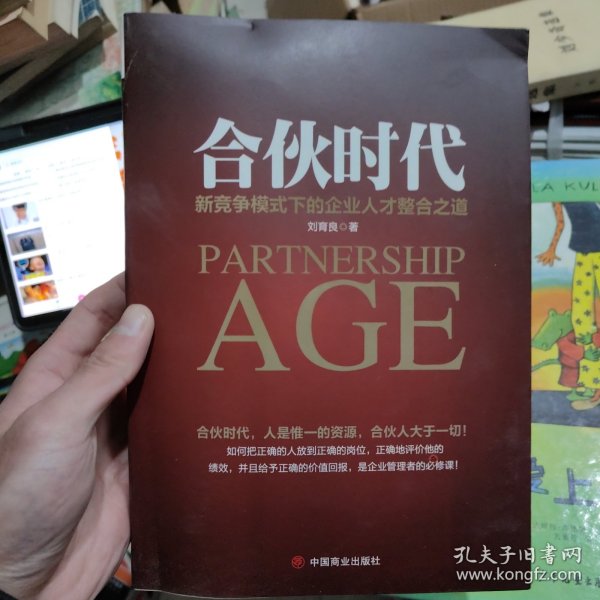 合伙时代
新竞争模式下的企业人才整合之道
刘育良 著
PARTNERSHIP
AGE
合伙时代，人是惟一的资源，合伙人大于一切！
如何把正确的人放到正确的岗位，正确地评价他的
绩效，并且给予正确的价值回报，是企业管理者的必修课！
中国商业出版社
LA KUL
上
孔夫子旧书网
www.kongfz.com